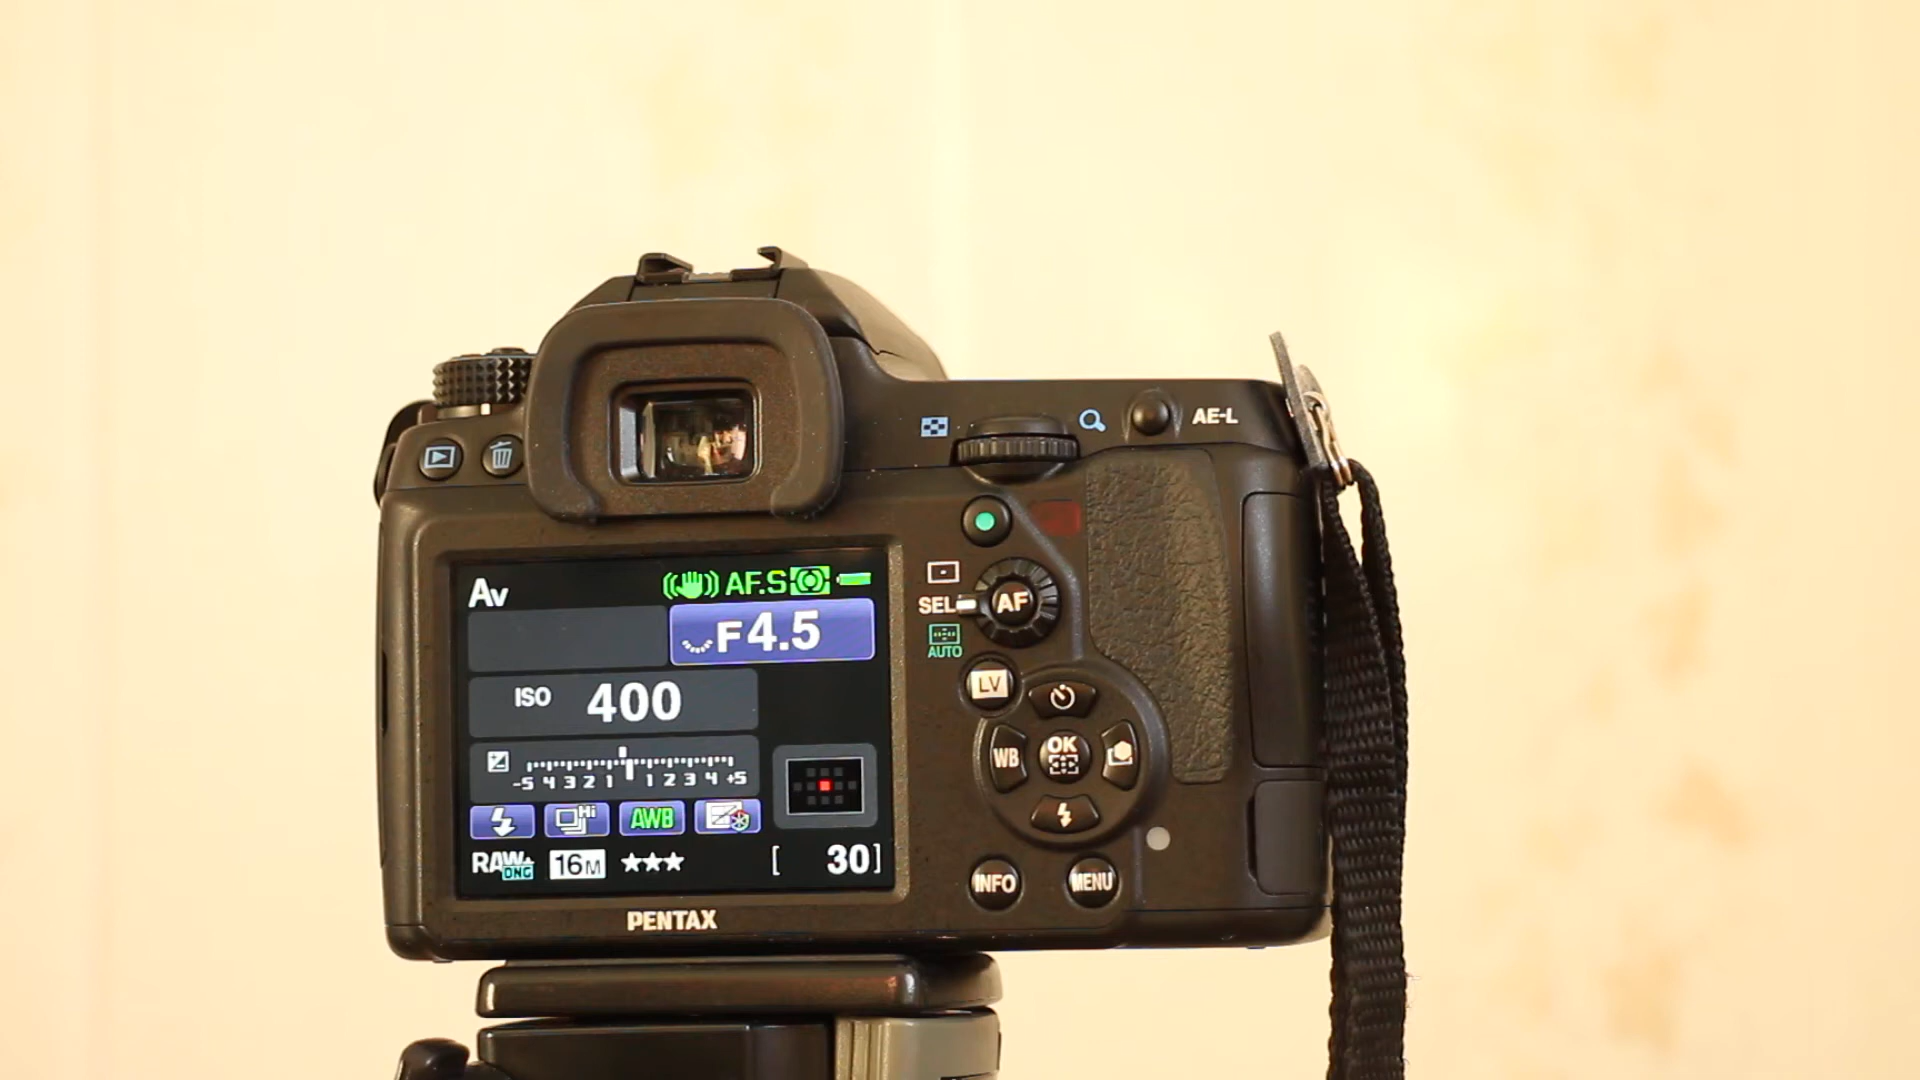 AE-L
Av AF.S
F4.5
ISO 400
-5 4 3 2 1 1 2 3 4 +5
Hi AWB
RAW+ DNG 16M ★★★ [ 30]
PENTAX
SEL AF
AUTO
LV
WB OK
INFO MENU